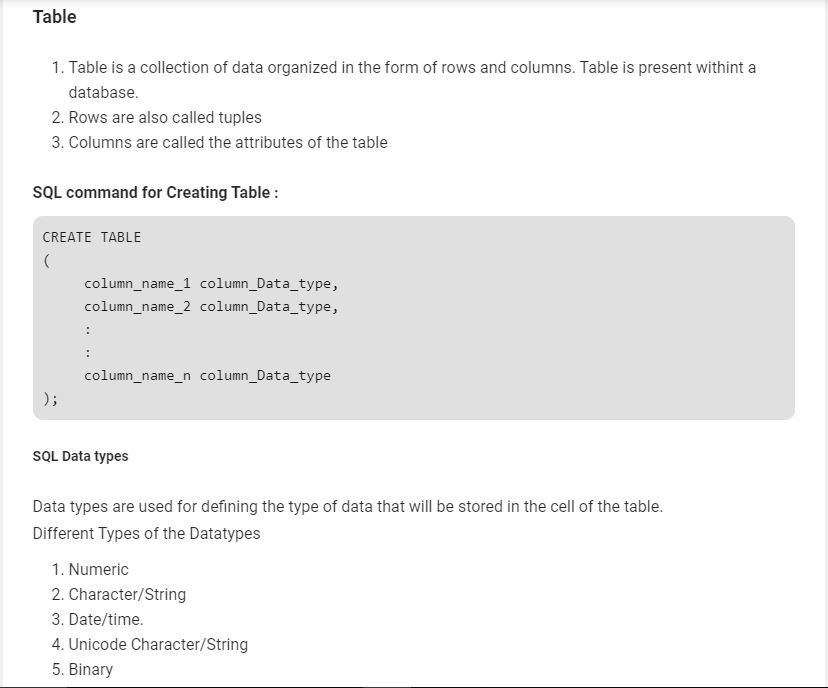 Table
1. Table is a collection of data organized in the form of rows and columns. Table is present withint a
database.
2. Rows are also called tuples
3. Columns are called the attributes of the table
SQL command for Creating Table :
CREATE TABLE
(
column_name_1 column_Data_type,
column_name_2 column_Data_type,
:
:
column_name_n column_Data_type
);
SQL Data types
Data types are used for defining the type of data that will be stored in the cell of the table.
Different Types of the Datatypes
1. Numeric
2. Character/String
3. Date/time.
4. Unicode Character/String
5. Binary